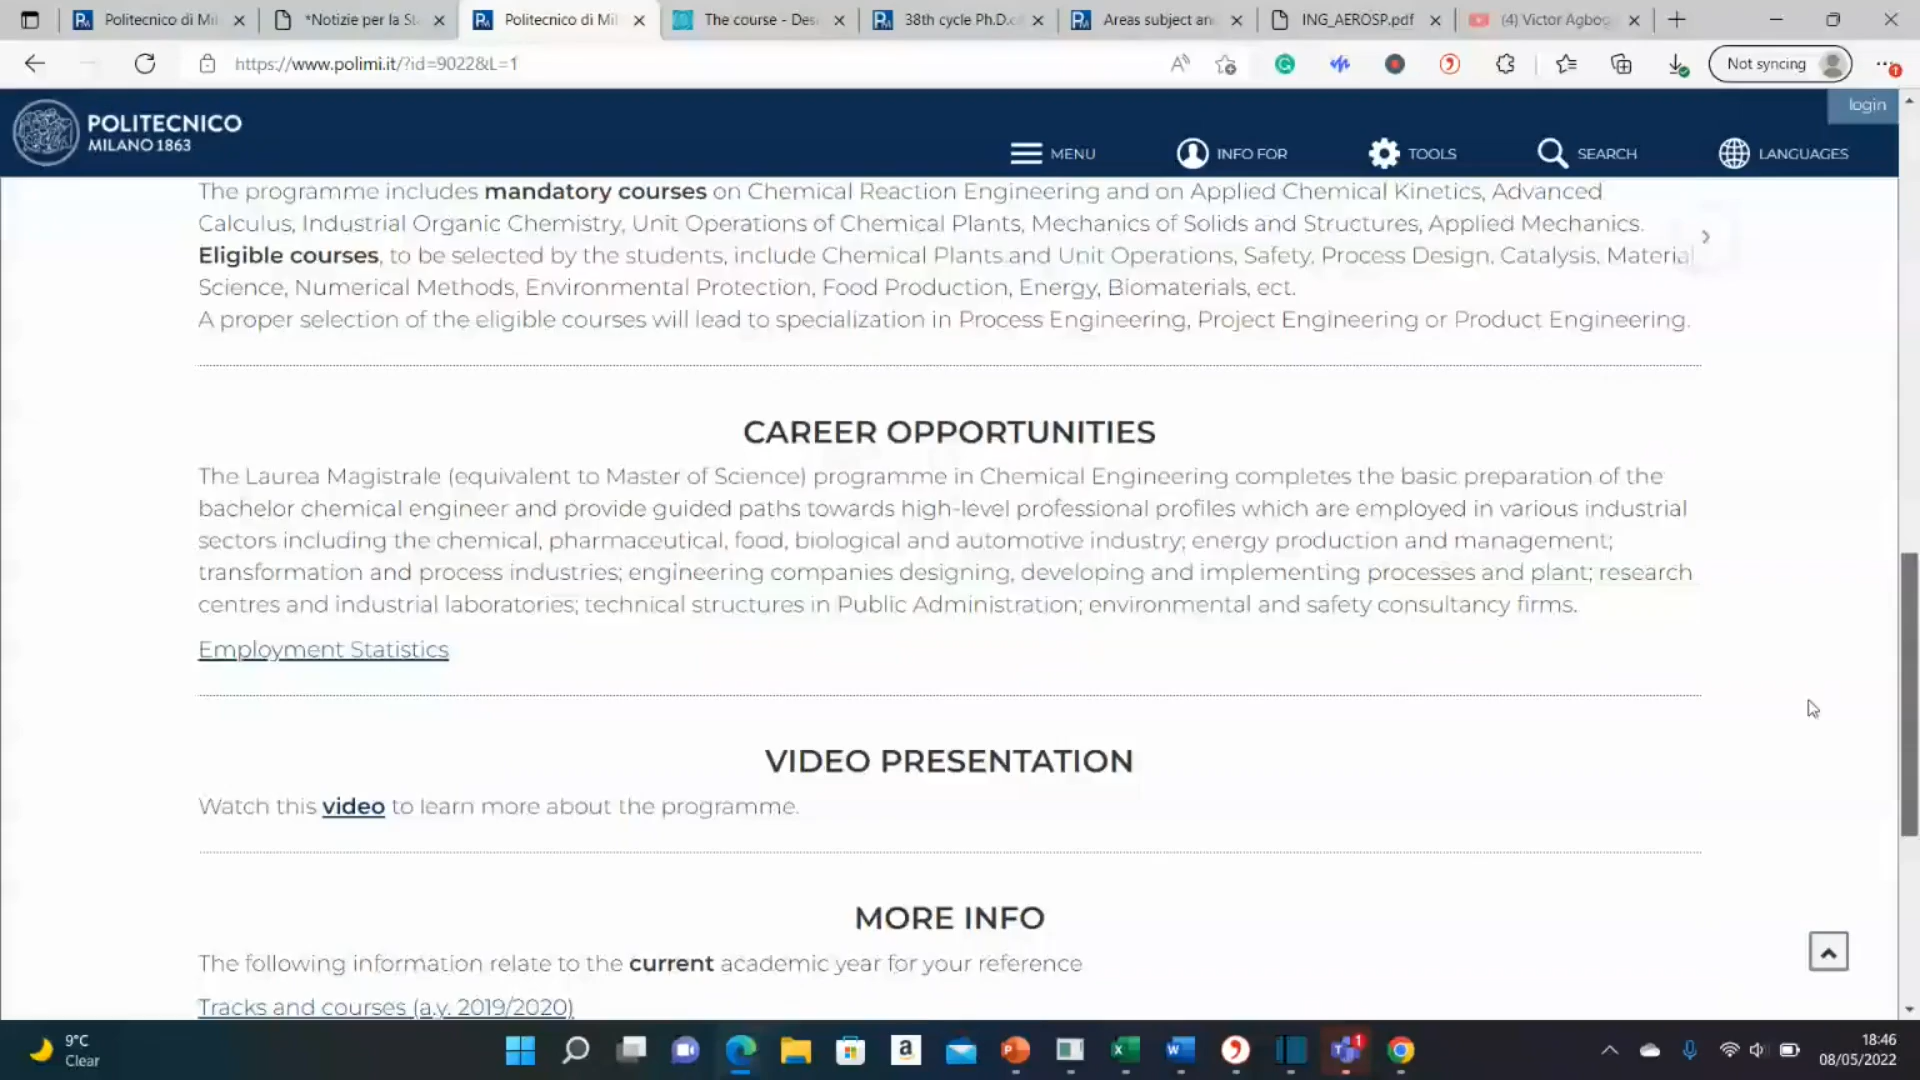 Politecnico di Mil
*Notizie per la St
Politecnico di Mil
The course - Des
38th cycle Ph.D.
Areas subject an
ING_AEROSP.pdf
(4) Victor Agbo
https://www.polimi.it/?id=9022&L=1
Not syncing
login
POLITECNICO
MILANO 1863
MENU
INFO FOR
TOOLS
SEARCH
LANGUAGES
The programme includes mandatory courses on Chemical Reaction Engineering and on Applied Chemical Kinetics, Advanced
Calculus, Industrial Organic Chemistry, Unit Operations of Chemical Plants, Mechanics of Solids and Structures, Applied Mechanics.
Eligible courses, to be selected by the students, include Chemical Plants and Unit Operations, Safety, Process Design, Catalysis, Material
Science, Numerical Methods, Environmental Protection, Food Production, Energy, Biomaterials, ect.
A proper selection of the eligible courses will lead to specialization in Process Engineering, Project Engineering or Product Engineering.
CAREER OPPORTUNITIES
The Laurea Magistrale (equivalent to Master of Science) programme in Chemical Engineering completes the basic preparation of the
bachelor chemical engineer and provide guided paths towards high-level professional profiles which are employed in various industrial
sectors including the chemical, pharmaceutical, food, biological and automotive industry; energy production and management;
transformation and process industries; engineering companies designing, developing and implementing processes and plant; research
centres and industrial laboratories; technical structures in Public Administration; environmental and safety consultancy firms.
Employment Statistics
VIDEO PRESENTATION
Watch this video to learn more about the programme.
MORE INFO
The following information relate to the current academic year for your reference
Tracks and courses (a.y. 2019/2020)
9°C
Clear
18:46
08/05/2022